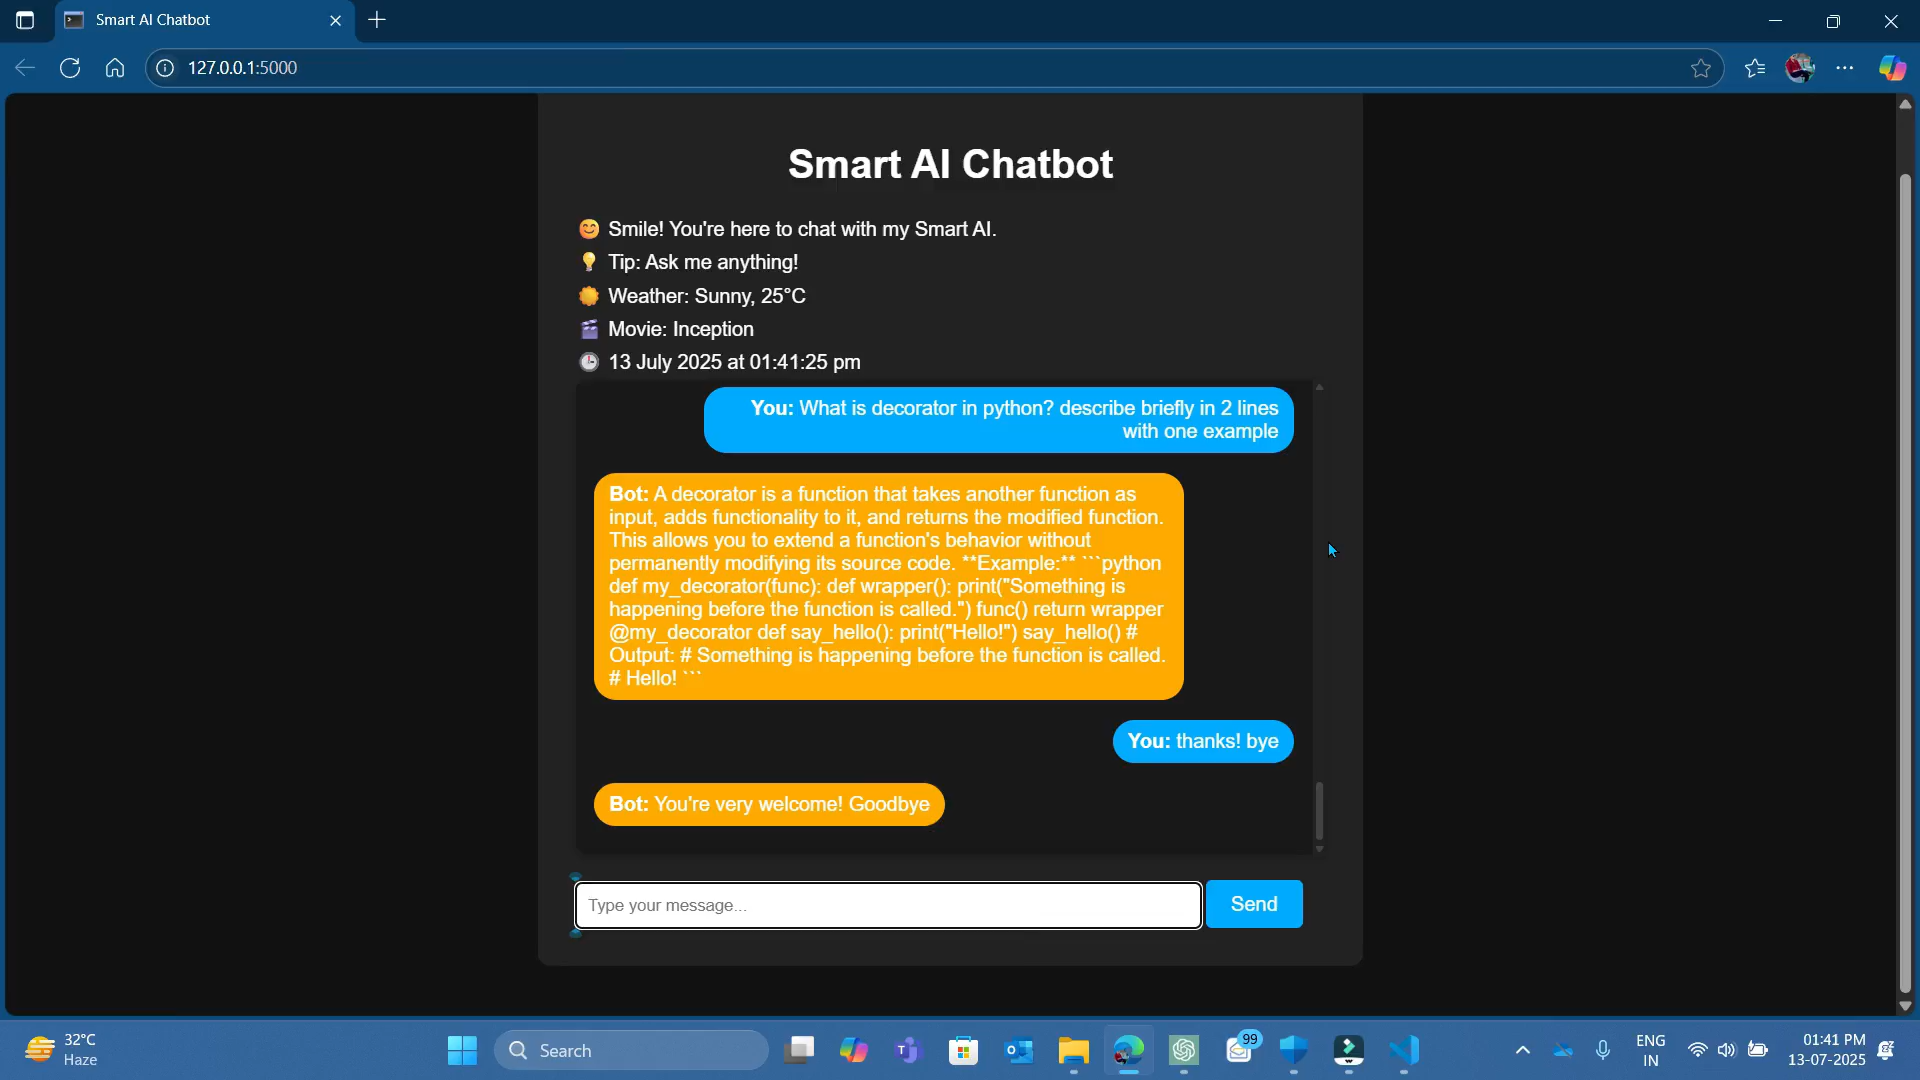 Smart AI Chatbot
127.0.0.1:5000
Smart AI Chatbot
😊 Smile! You're here to chat with my Smart AI.
💡 Tip: Ask me anything!
Weather: Sunny, 25°C
🎬 Movie: Inception
🕒 13 July 2025 at 01:41:25 pm
You: What is decorator in python? describe briefly in 2 lines
with one example
Bot: A decorator is a function that takes another function as
input, adds functionality to it, and returns the modified function.
This allows you to extend a function's behavior without
permanently modifying its source code. **Example:** ```python
def my_decorator(func): def wrapper(): print("Something is
happening before the function is called.") func() return wrapper
@my_decorator def say_hello(): print("Hello!") say_hello() #
Output: # Something is happening before the function is called.
# Hello! ```
You: thanks! bye
Bot: You're very welcome! Goodbye
Type your message...
Send
32°C
Haze
Search
99
ENG
IN
01:41 PM
13-07-2025